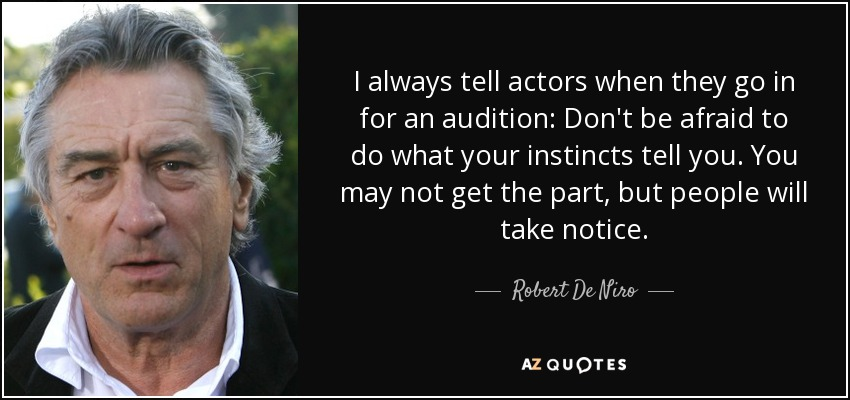 I always tell actors when they go in
for an audition: Don't be afraid to
do what your instincts tell you. You
may not get the part, but people will
take notice.
Robert De Niro
AZ QUOTES